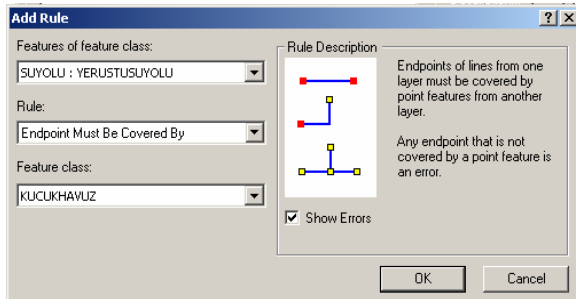 Add Rule
Features of feature class:
SUYOLU : YERUSTUSUYOLU
Rule:
Endpoint Must Be Covered By
Feature class:
KUCUKHAVUZ
Rule Description
Endpoints of lines from one
layer must be covered by
point features from another
layer.
Any endpoint that is not
covered by a point feature is
an error.
Show Errors
OK
Cancel